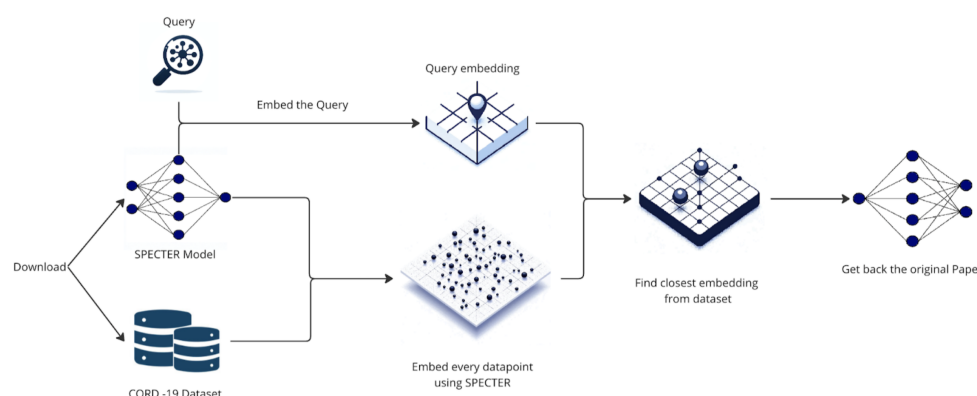 Query
Query embedding
Embed the Query
SPECTER Model
Download
Find closest embedding
from dataset
Get back the original Pape
Embed every datapoint
using SPECTER
CORD -19 Dataset